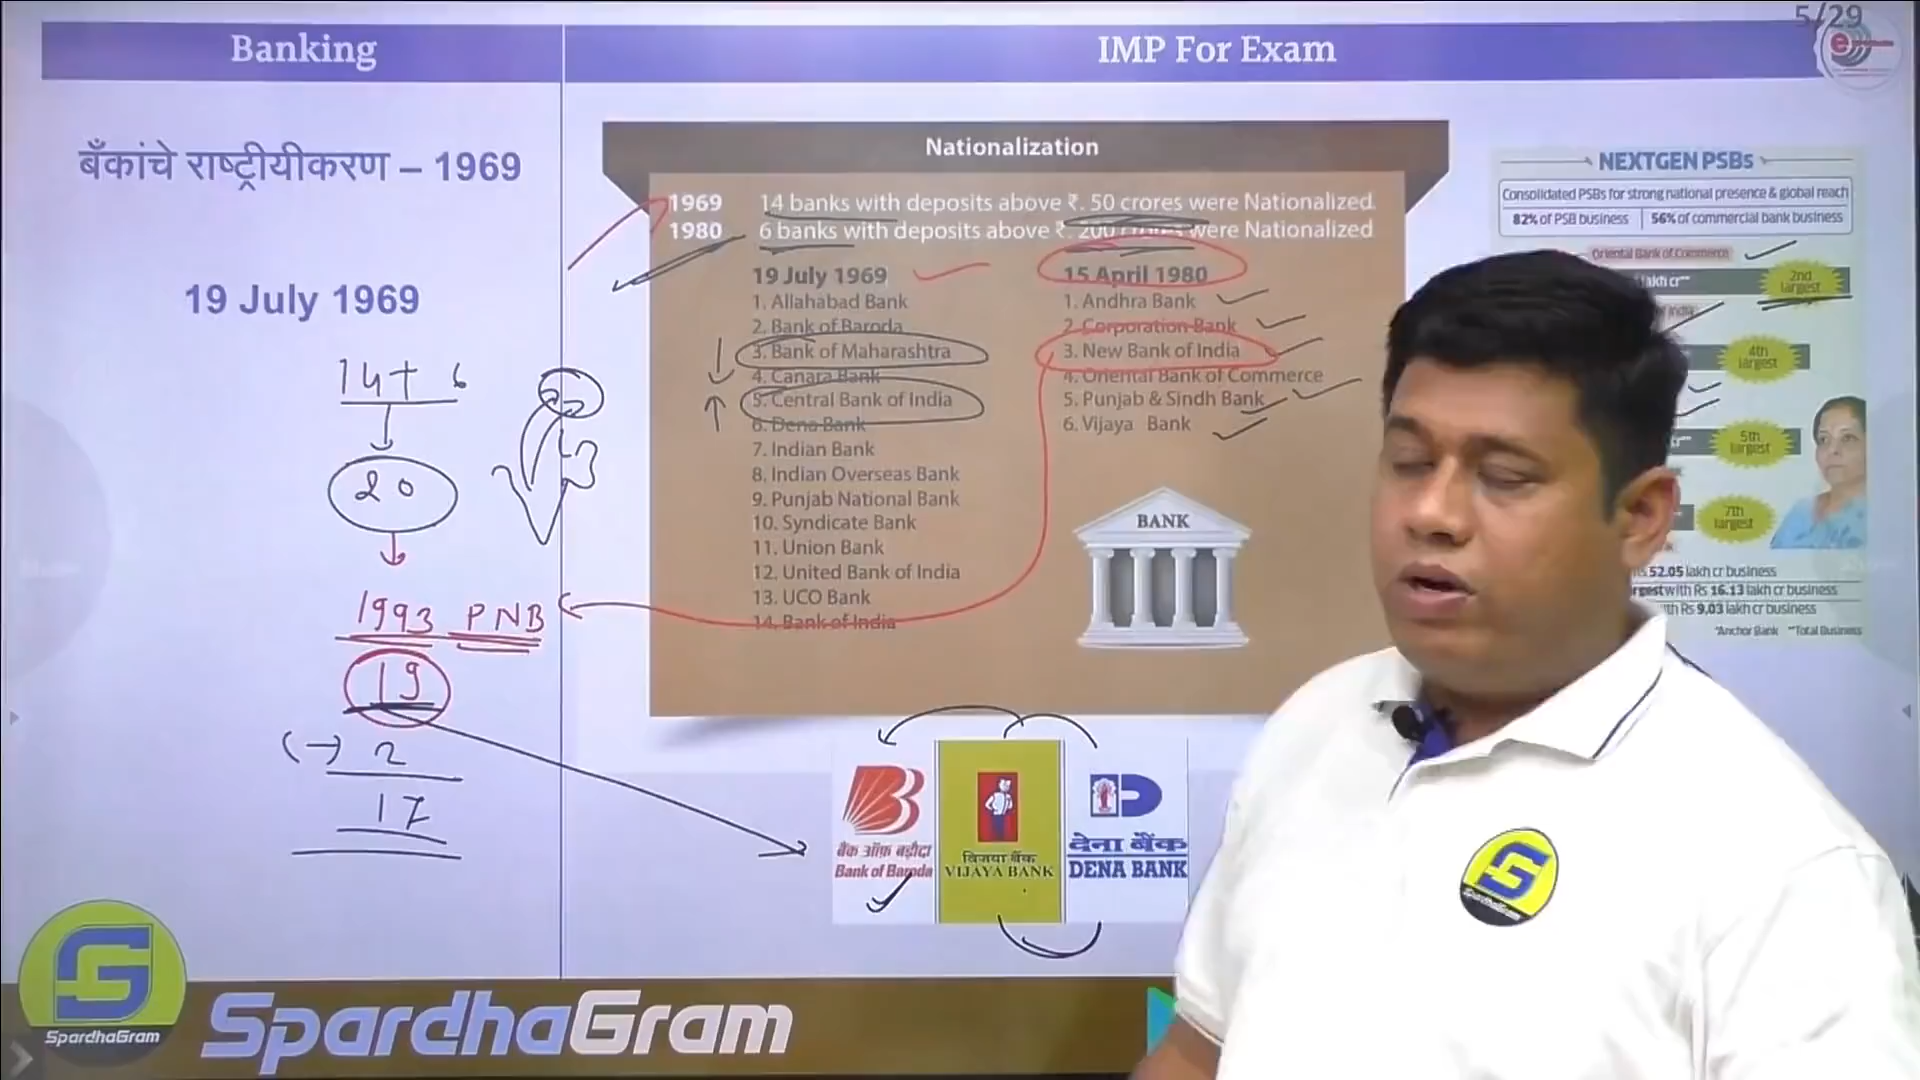 5/29
Banking
IMP For Exam
बँकांचे राष्ट्रीयीकरण – 1969
19 July 1969
14 + 6
20
1993 PNB
19
(-) 2
17
Nationalization
1969 14 banks with deposits above ₹. 50 crores were Nationalized.
1980 6 banks with deposits above ₹. 200 crores were Nationalized
19 July 1969
1. Allahabad Bank
2. Bank of Baroda
3. Bank of Maharashtra
4. Canara Bank
5. Central Bank of India
6. Dena Bank
7. Indian Bank
8. Indian Overseas Bank
9. Punjab National Bank
10. Syndicate Bank
11. Union Bank
12. United Bank of India
13. UCO Bank
14. Bank of India
15 April 1980
1. Andhra Bank
2. Corporation Bank
3. New Bank of India
4. Oriental Bank of Commerce
5. Punjab & Sindh Bank
6. Vijaya Bank
BANK
NEXTGEN PSBs
Consolidated PSBs for strong national presence & global reach
82% of PSB business
56% of commercial bank business
Oriental Bank of Commerce
lakh cr**
2nd largest
4th largest
5th largest
7th largest
52.05 lakh cr business
with Rs 16.13 lakh cr business
Rs 9.03 lakh cr business
*Anchor Bank **Total Business
बैंक ऑफ़ बड़ौदा
Bank of Baroda
विजया बैंक
VIJAYA BANK
देना बैंक
DENA BANK
SpardhaGram
SpardhaGram
SpardhaGram